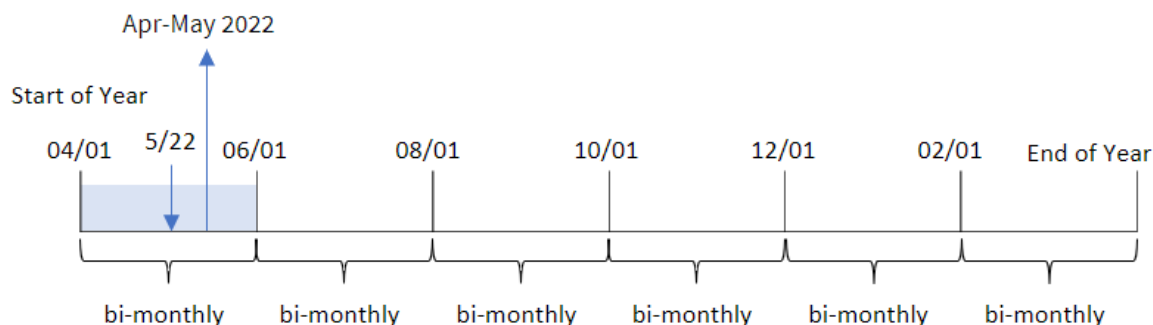 Apr-May 2022
Start of Year
04/01 5/22 06/01 08/01 10/01 12/01 02/01 End of Year
bi-monthly bi-monthly bi-monthly bi-monthly bi-monthly bi-monthly